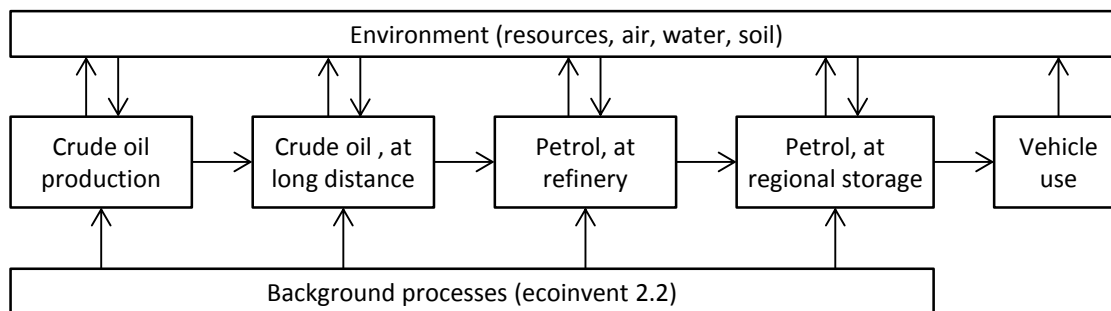 Environment (resources, air, water, soil)
Crude oil
production
Crude oil , at
long distance
Petrol, at
refinery
Petrol, at
regional storage
Vehicle
use
Background processes (ecoinvent 2.2)